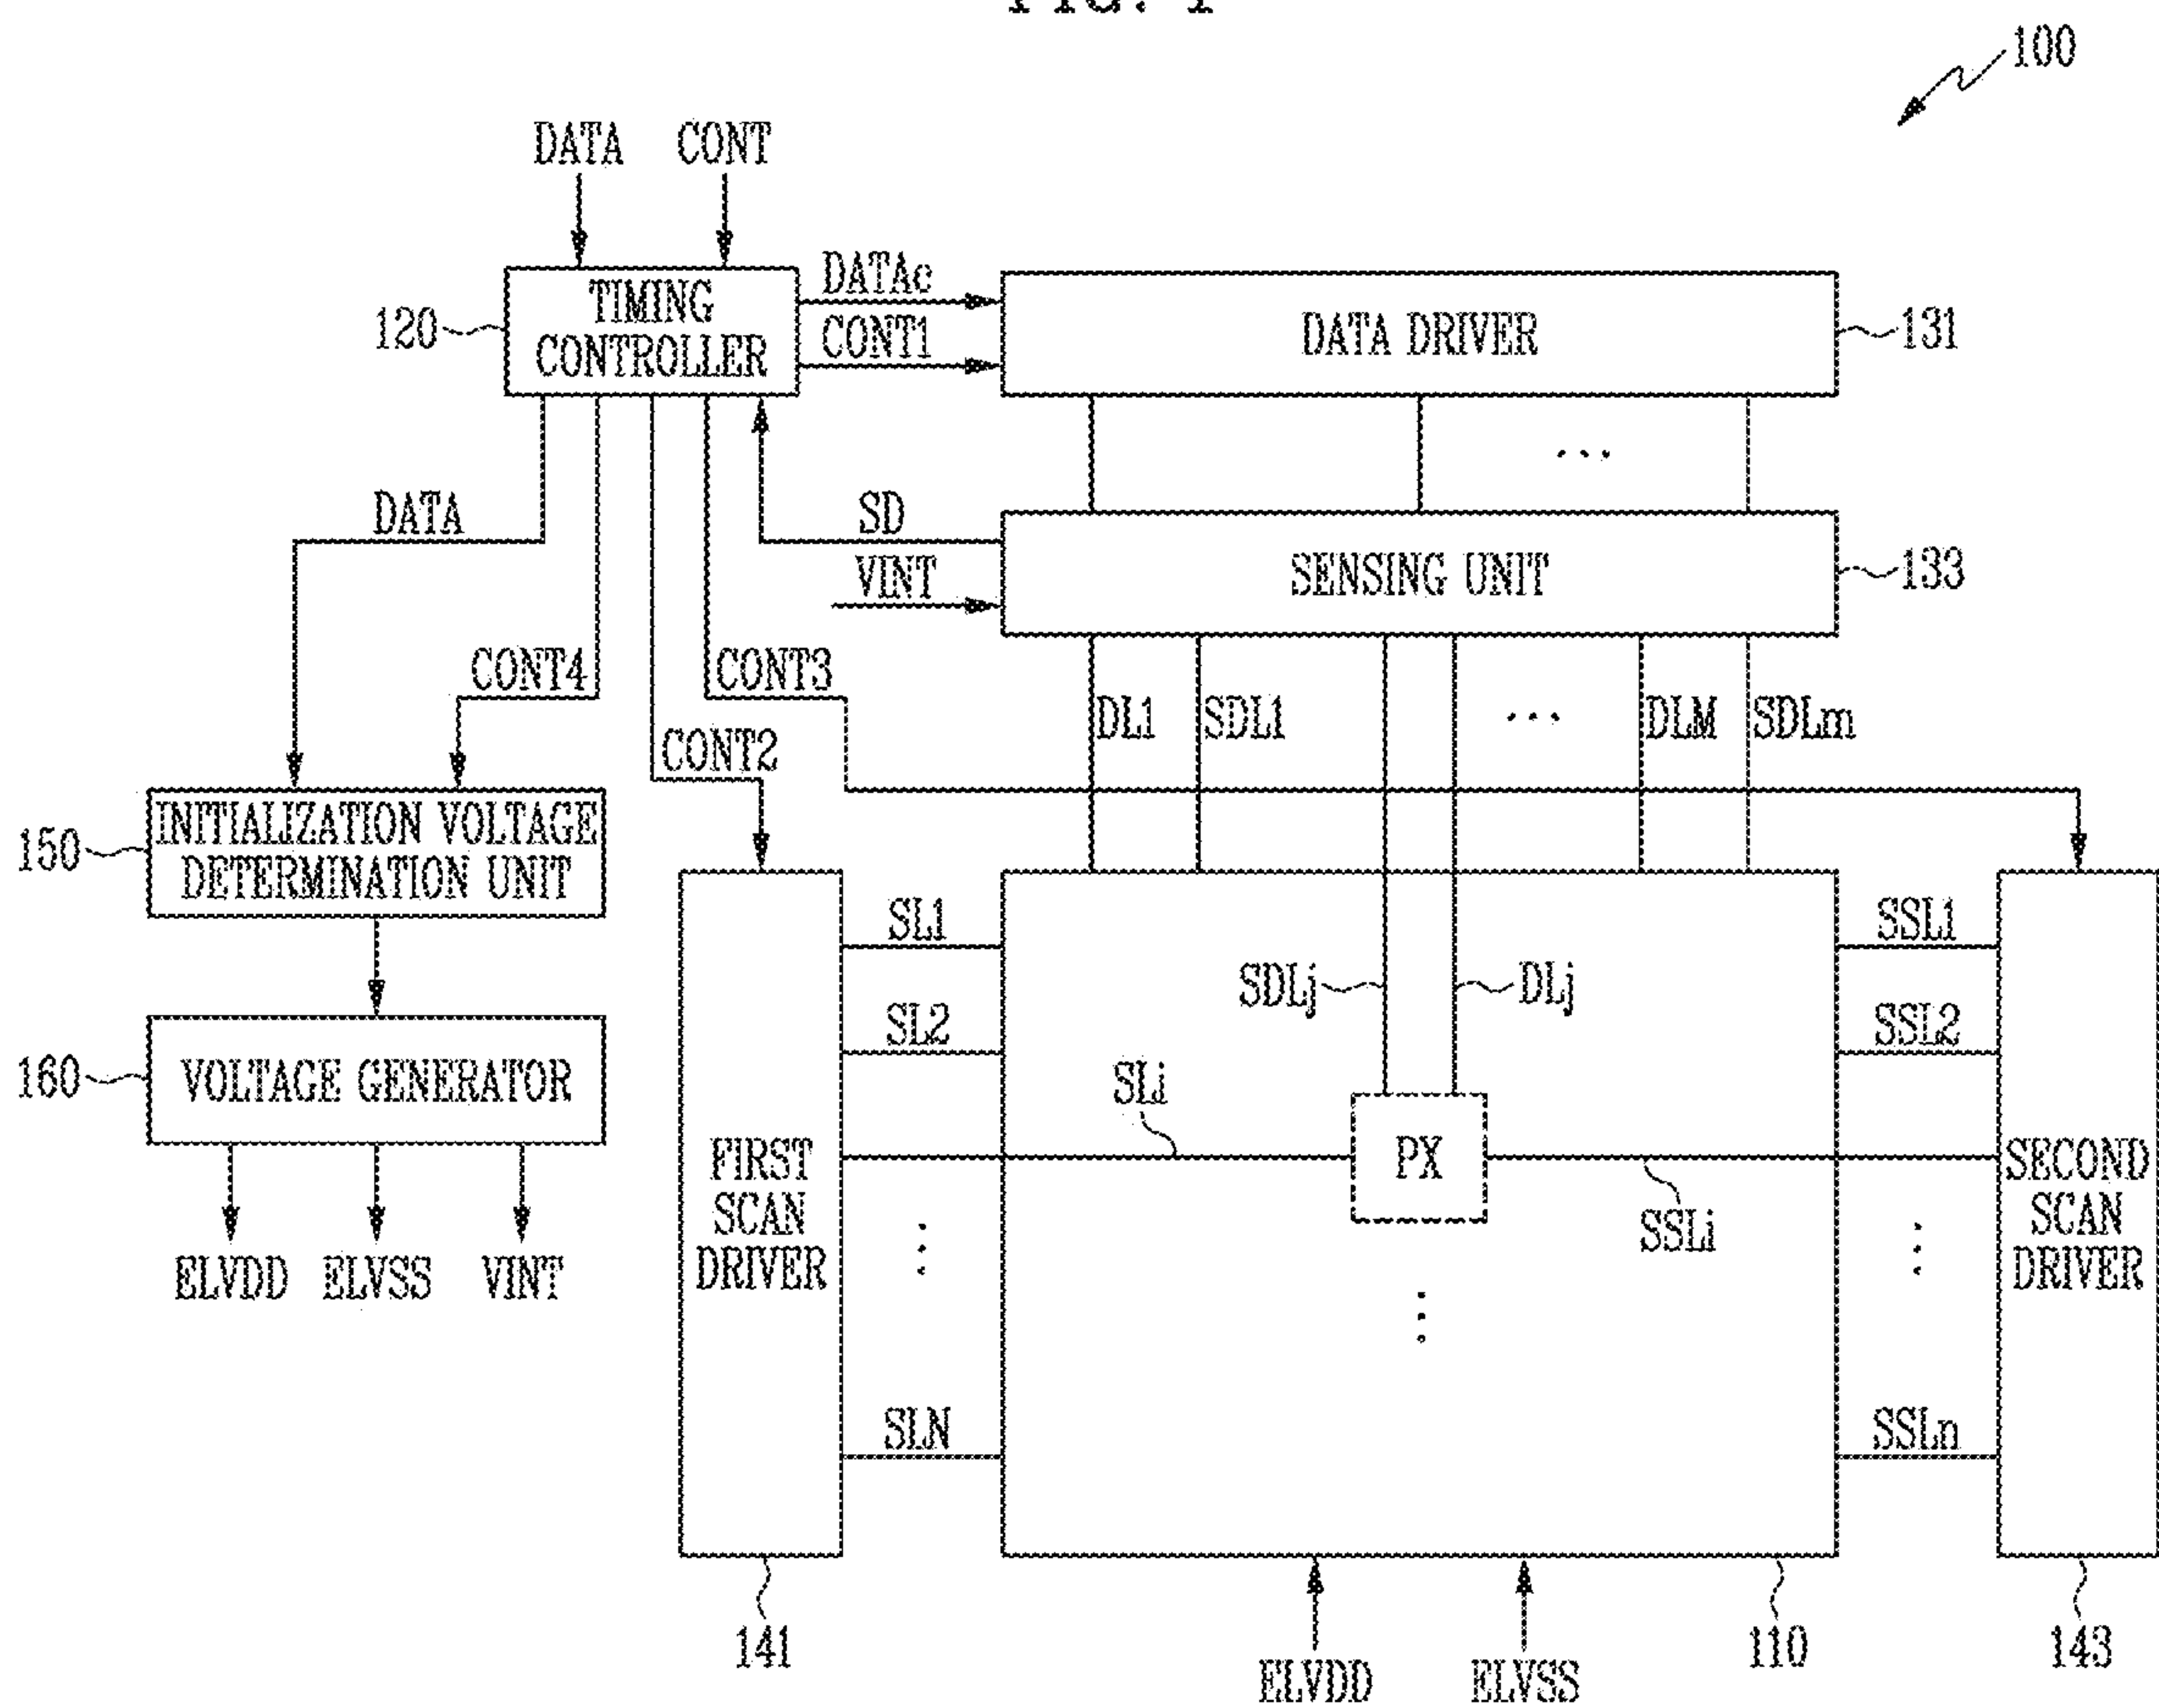 FIG. 1
100
DATA CONT
120
TIMING
CONTROLLER
DATAc
CONT1
DATA DRIVER
131
...
DATA
SD
VINT
SENSING UNIT
133
CONT4
CONT3
CONT2
DL1
SDL1
...
DLM
SDLm
150
INITIALIZATION VOLTAGE
DETERMINATION UNIT
160
VOLTAGE GENERATOR
ELVDD ELVSS VINT
FIRST
SCAN
DRIVER
141
SL1
SL2
SLi
SLN
SDLj
DLj
PX
SSLi
SSL1
SSL2
SSLn
SECOND
SCAN
DRIVER
143
110
ELVDD
ELVSS